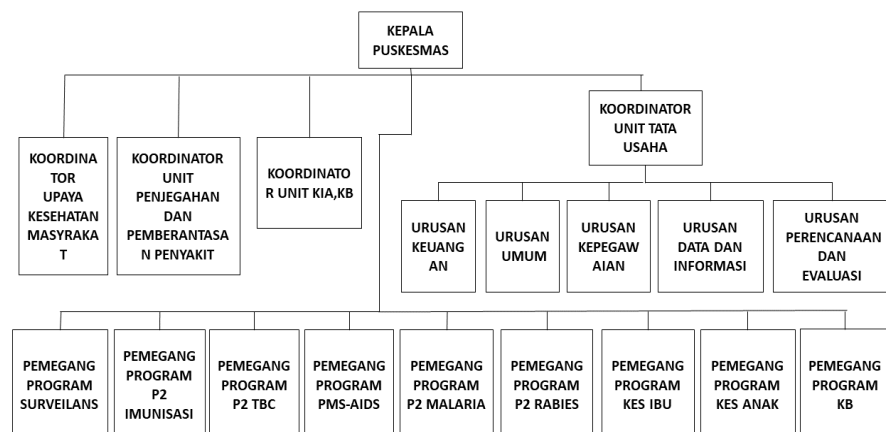 KEPALA
PUSKESMAS
KOORDINATOR
UNIT TATA
USAHA
KOORDINA
TOR
UPAYA
KESEHATAN
MASYRAKA
T
KOORDINATOR
UNIT
PENJEGAHAN
DAN
PEMBERANTASA
N PENYAKIT
KOORDINATO
R UNIT KIA,KB
URUSAN
KEUANG
AN
URUSAN
UMUM
URUSAN
KEPEGAW
AIAN
URUSAN
DATA DAN
INFORMASI
URUSAN
PERENCANAAN
DAN
EVALUASI
PEMEGANG
PROGRAM
SURVEILANS
PEMEGANG
PROGRAM
P2
IMUNISASI
PEMEGANG
PROGRAM
P2 TBC
PEMEGANG
PROGRAM
PMS-AIDS
PEMEGANG
PROGRAM
P2 MALARIA
PEMEGANG
PROGRAM
P2 RABIES
PEMEGANG
PROGRAM
KES IBU
PEMEGANG
PROGRAM
KES ANAK
PEMEGANG
PROGRAM
KB